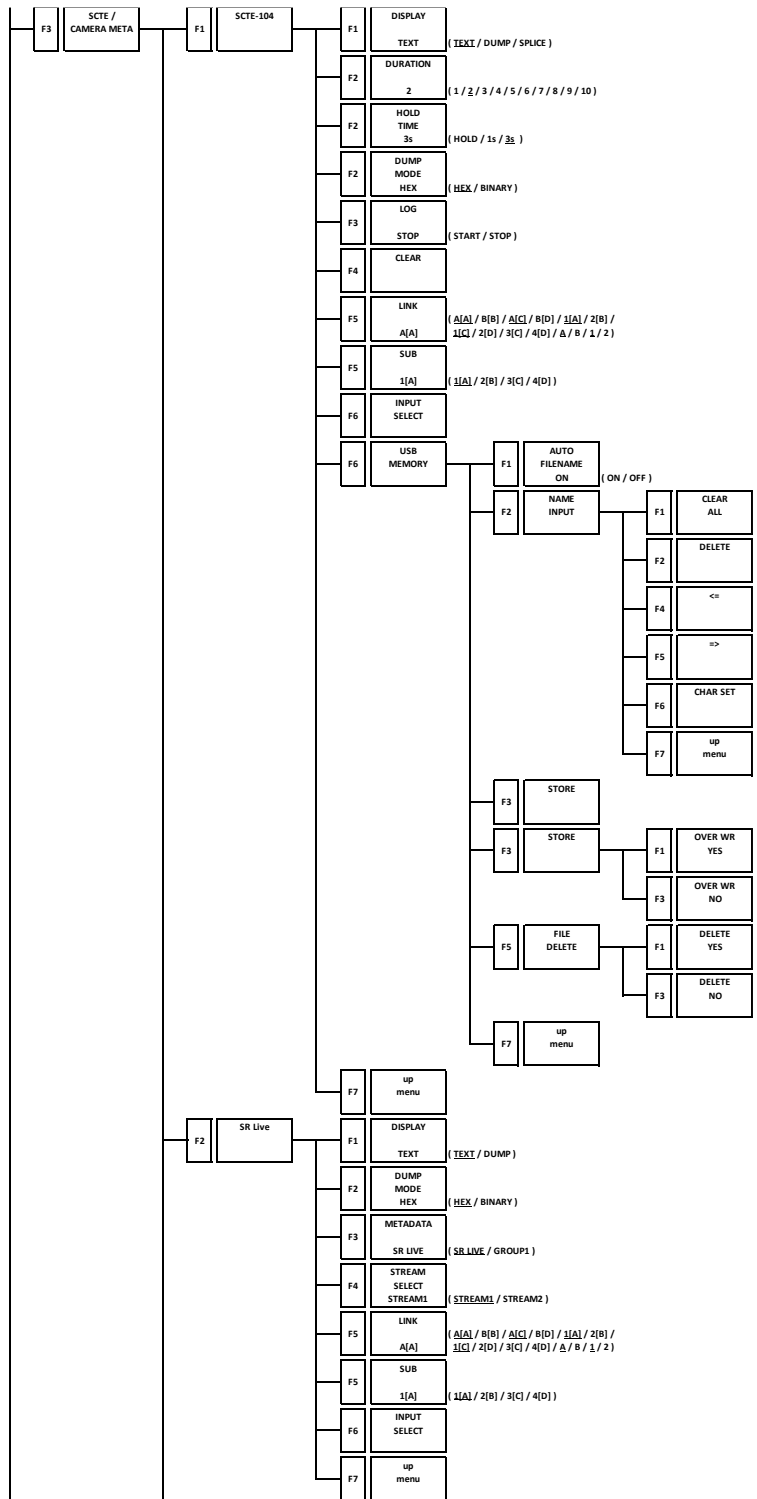 F3
SCTE /
CAMERA META
F1
SCTE-104
F1
DISPLAY
TEXT
( TEXT / DUMP / SPLICE )
F2
DURATION
2
( 1 / 2 / 3 / 4 / 5 / 6 / 7 / 8 / 9 / 10 )
F2
HOLD
TIME
3s
( HOLD / 1s / 3s )
F2
DUMP
MODE
HEX
( HEX / BINARY )
F3
LOG
STOP
( START / STOP )
F4
CLEAR
F5
LINK
A[A]
( A[A] / B[B] / A[C] / B[D] / 1[A] / 2[B] /
1[C] / 2[D] / 3[C] / 4[D] / A / B / 1 / 2 )
F5
SUB
1[A]
( 1[A] / 2[B] / 3[C] / 4[D] )
F6
INPUT
SELECT
F6
USB
MEMORY
F1
AUTO
FILENAME
ON
( ON / OFF )
F2
NAME
INPUT
F1
CLEAR
ALL
F2
DELETE
F4
<=
F5
=>
F6
CHAR SET
F7
up
menu
F3
STORE
F3
STORE
F1
OVER WR
YES
F3
OVER WR
NO
F5
FILE
DELETE
F1
DELETE
YES
F3
DELETE
NO
F7
up
menu
F7
up
menu
F2
SR Live
F1
DISPLAY
TEXT
( TEXT / DUMP )
F2
DUMP
MODE
HEX
( HEX / BINARY )
F3
METADATA
SR LIVE
( SR LIVE / GROUP1 )
F4
STREAM
SELECT
STREAM1
( STREAM1 / STREAM2 )
F5
LINK
A[A]
( A[A] / B[B] / A[C] / B[D] / 1[A] / 2[B] /
1[C] / 2[D] / 3[C] / 4[D] / A / B / 1 / 2 )
F5
SUB
1[A]
( 1[A] / 2[B] / 3[C] / 4[D] )
F6
INPUT
SELECT
F7
up
menu